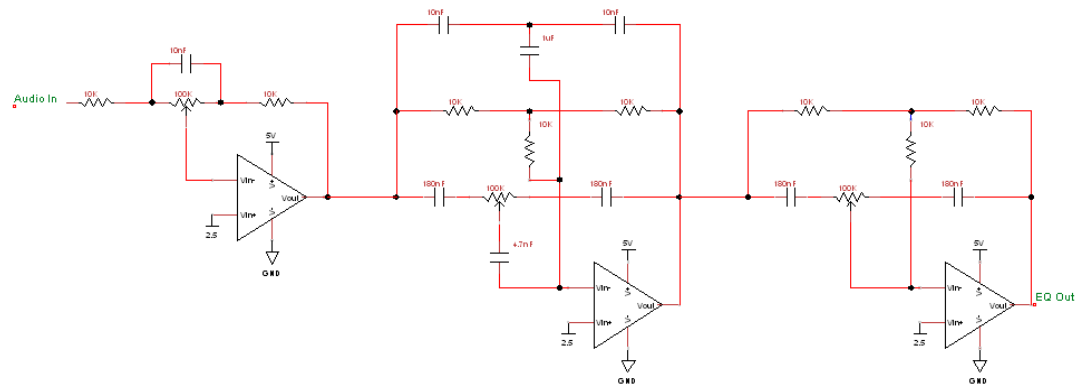 10nF 10nF
1uF
10nF
Audio In 10K 100K 10K
10K 10K 10K 10K
10K 10K
5V
Vin+ V+ Vout V-
Vin+
2.5
GND
180nF 100K 180nF
180nF 100K 180nF
4.7nF
5V
Vin+ V+ Vout V-
Vin+
2.5
GND
5V
Vin+ V+ Vout V-
Vin+
2.5
GND
EQ Out